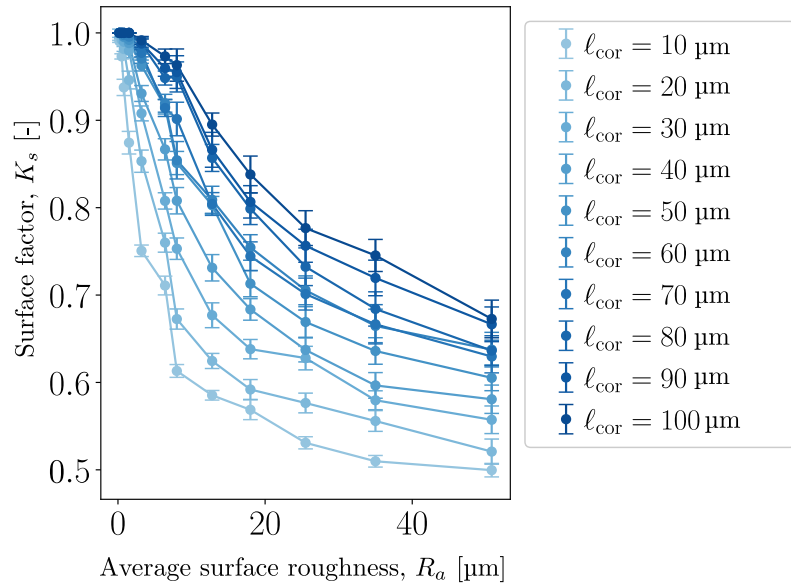 1.0
0.9
0.8
0.7
0.6
0.5
Surface factor, K_s [-]
0
20
40
Average surface roughness, R_a [µm]
ℓ_cor = 10 µm
ℓ_cor = 20 µm
ℓ_cor = 30 µm
ℓ_cor = 40 µm
ℓ_cor = 50 µm
ℓ_cor = 60 µm
ℓ_cor = 70 µm
ℓ_cor = 80 µm
ℓ_cor = 90 µm
ℓ_cor = 100 µm